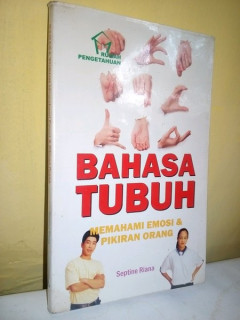 RUMAH
PENGETAHUAN
BAHASA
TUBUH
MEMAHAMI EMOSI &
PIKIRAN ORANG
Septine Riana